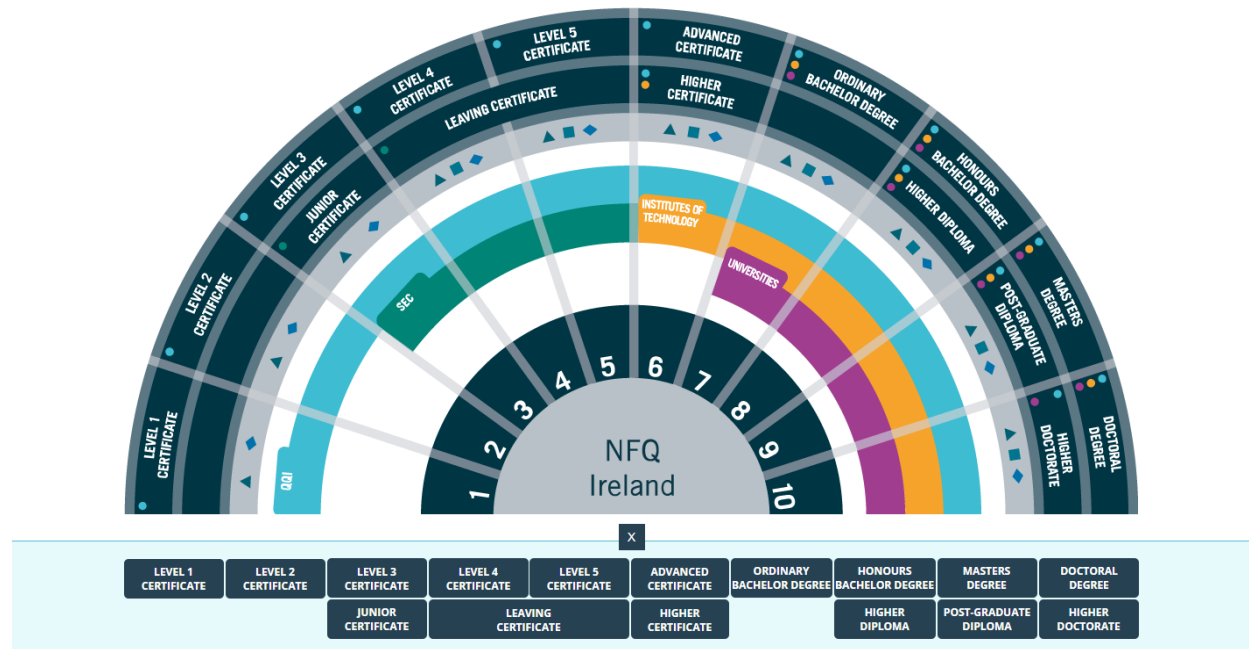 LEVEL 1
CERTIFICATE
LEVEL 2
CERTIFICATE
LEVEL 3
CERTIFICATE
LEVEL 4
CERTIFICATE
LEVEL 5
CERTIFICATE
ADVANCED
CERTIFICATE
ORDINARY
BACHELOR DEGREE
HONOURS
BACHELOR DEGREE
MASTERS
DEGREE
DOCTORAL
DEGREE
JUNIOR
CERTIFICATE
LEAVING CERTIFICATE
HIGHER
CERTIFICATE
HIGHER DIPLOMA
POST-GRADUATE
DIPLOMA
HIGHER
DOCTORATE
QQI
SEC
INSTITUTES OF
TECHNOLOGY
UNIVERSITIES
1
2
3
4
5
6
7
8
9
10
NFQ
Ireland
X
LEVEL 1
CERTIFICATE
LEVEL 2
CERTIFICATE
LEVEL 3
CERTIFICATE
LEVEL 4
CERTIFICATE
LEVEL 5
CERTIFICATE
ADVANCED
CERTIFICATE
ORDINARY
BACHELOR DEGREE
HONOURS
BACHELOR DEGREE
MASTERS
DEGREE
DOCTORAL
DEGREE
JUNIOR
CERTIFICATE
LEAVING
CERTIFICATE
HIGHER
CERTIFICATE
HIGHER
DIPLOMA
POST-GRADUATE
DIPLOMA
HIGHER
DOCTORATE